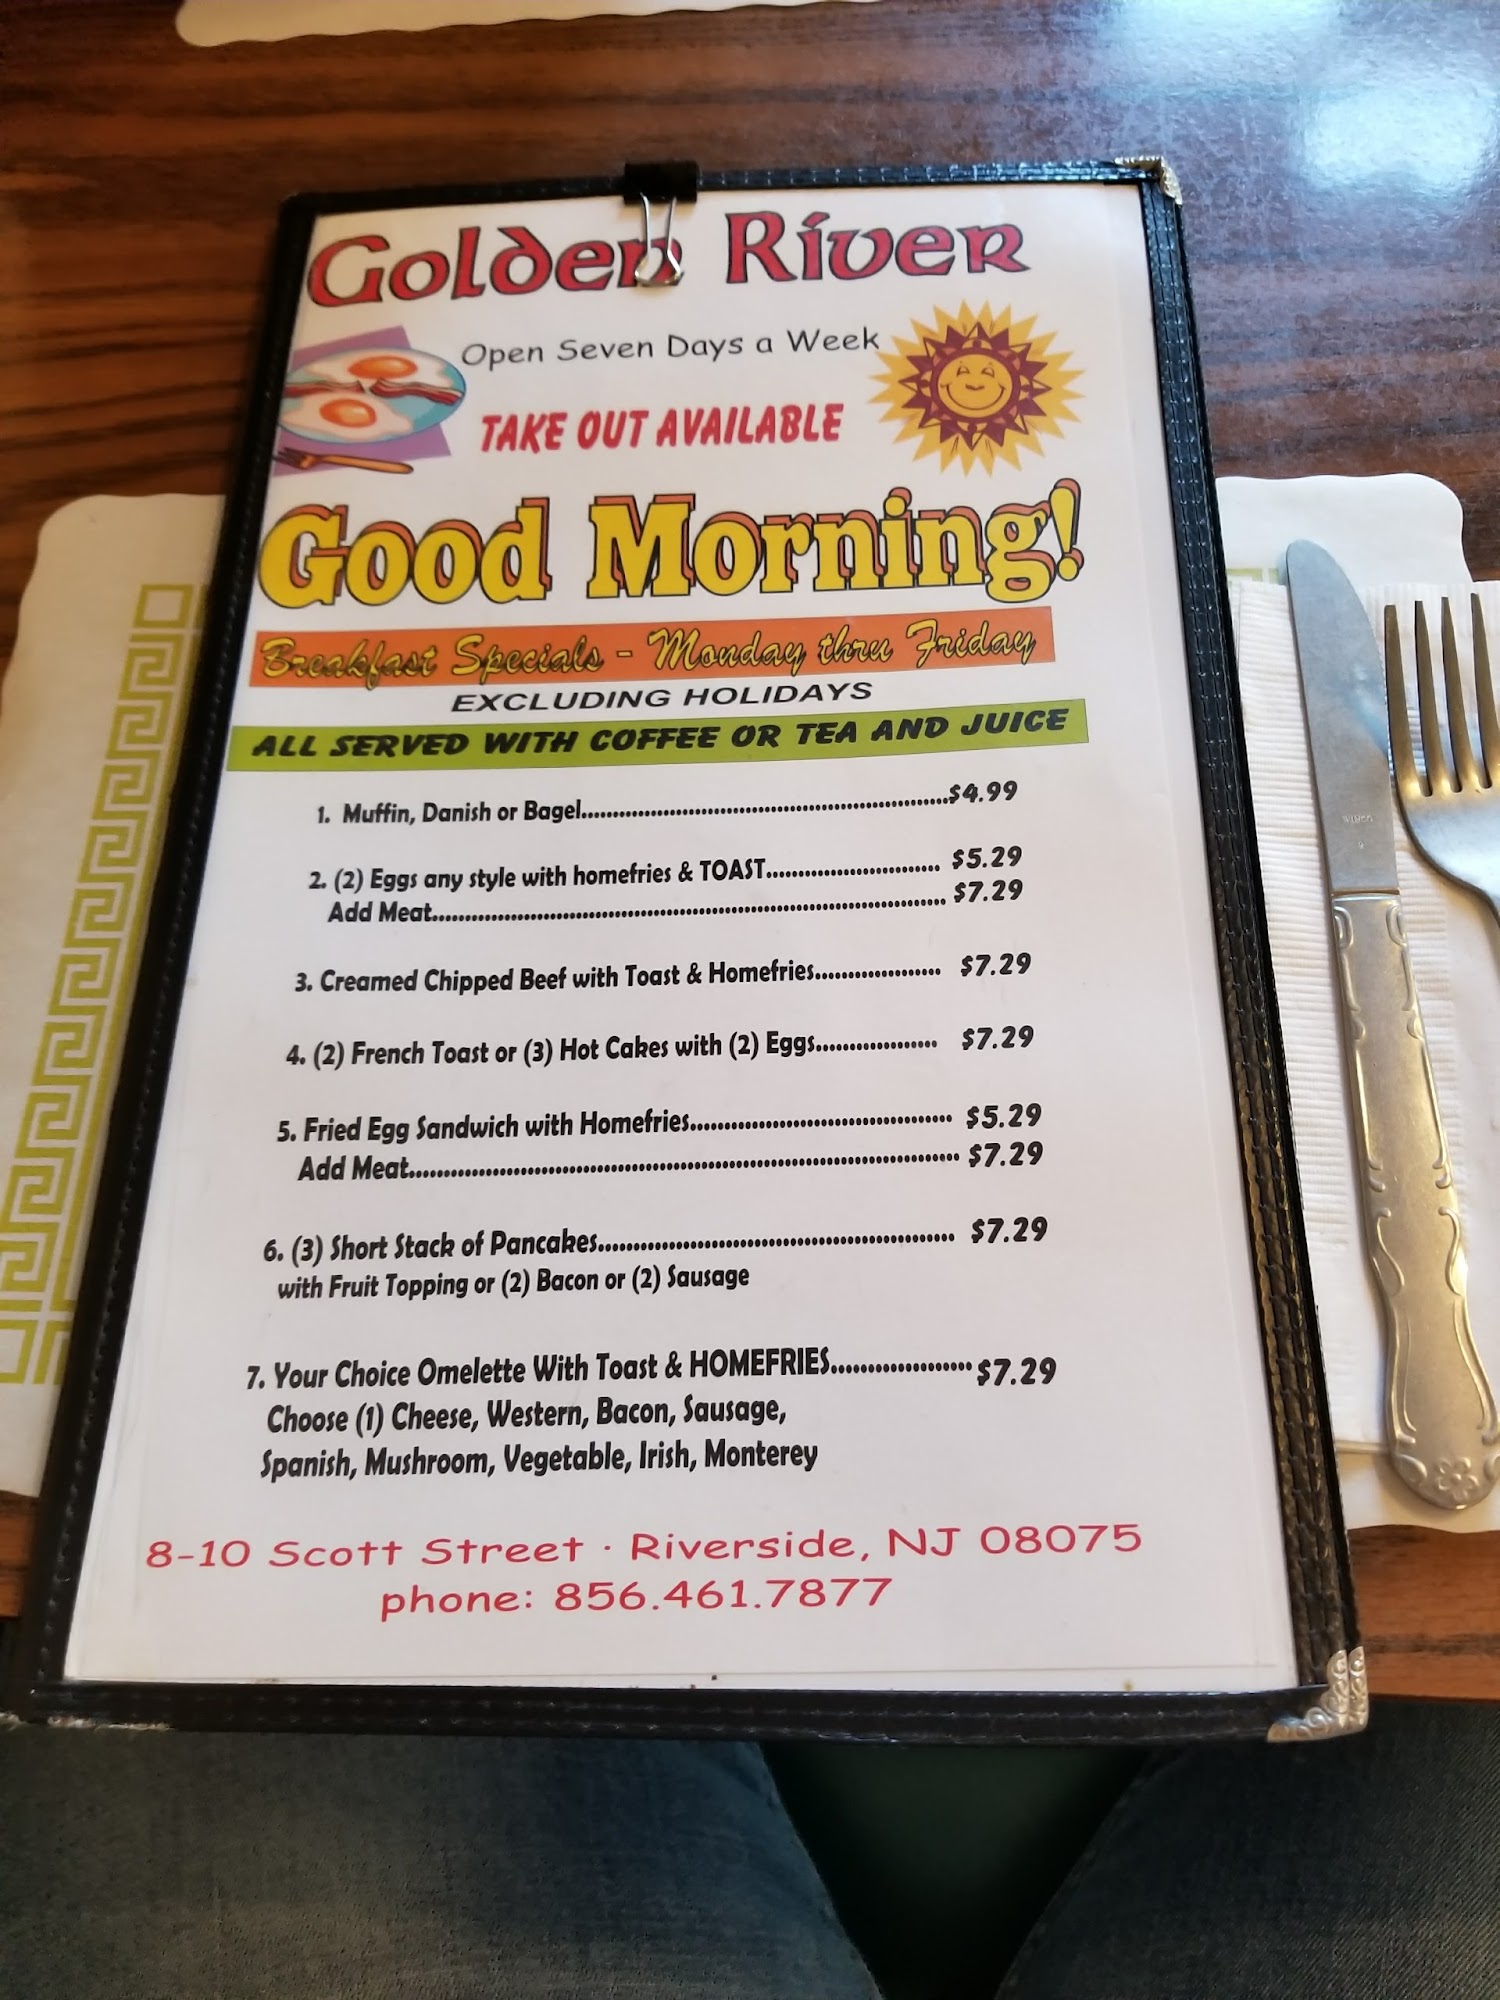 Golden River
Open Seven Days a Week
TAKE OUT AVAILABLE
Good Morning!
Breakfast Specials - Monday thru Friday
EXCLUDING HOLIDAYS
ALL SERVED WITH COFFEE OR TEA AND JUICE
1. Muffin, Danish or Bagel..................................................$4.99
2. (2) Eggs any style with homefries & TOAST........................... $5.29
Add Meat................................................................................ $7.29
3. Creamed Chipped Beef with Toast & Homefries.................... $7.29
4. (2) French Toast or (3) Hot Cakes with (2) Eggs................... $7.29
5. Fried Egg Sandwich with Homefries...................................... $5.29
Add Meat................................................................................ $7.29
6. (3) Short Stack of Pancakes.................................................. $7.29
with Fruit Topping or (2) Bacon or (2) Sausage
7. Your Choice Omelette With Toast & HOMEFRIES...................$7.29
Choose (1) Cheese, Western, Bacon, Sausage,
Spanish, Mushroom, Vegetable, Irish, Monterey
8-10 Scott Street · Riverside, NJ 08075
phone: 856.461.7877
WINCO